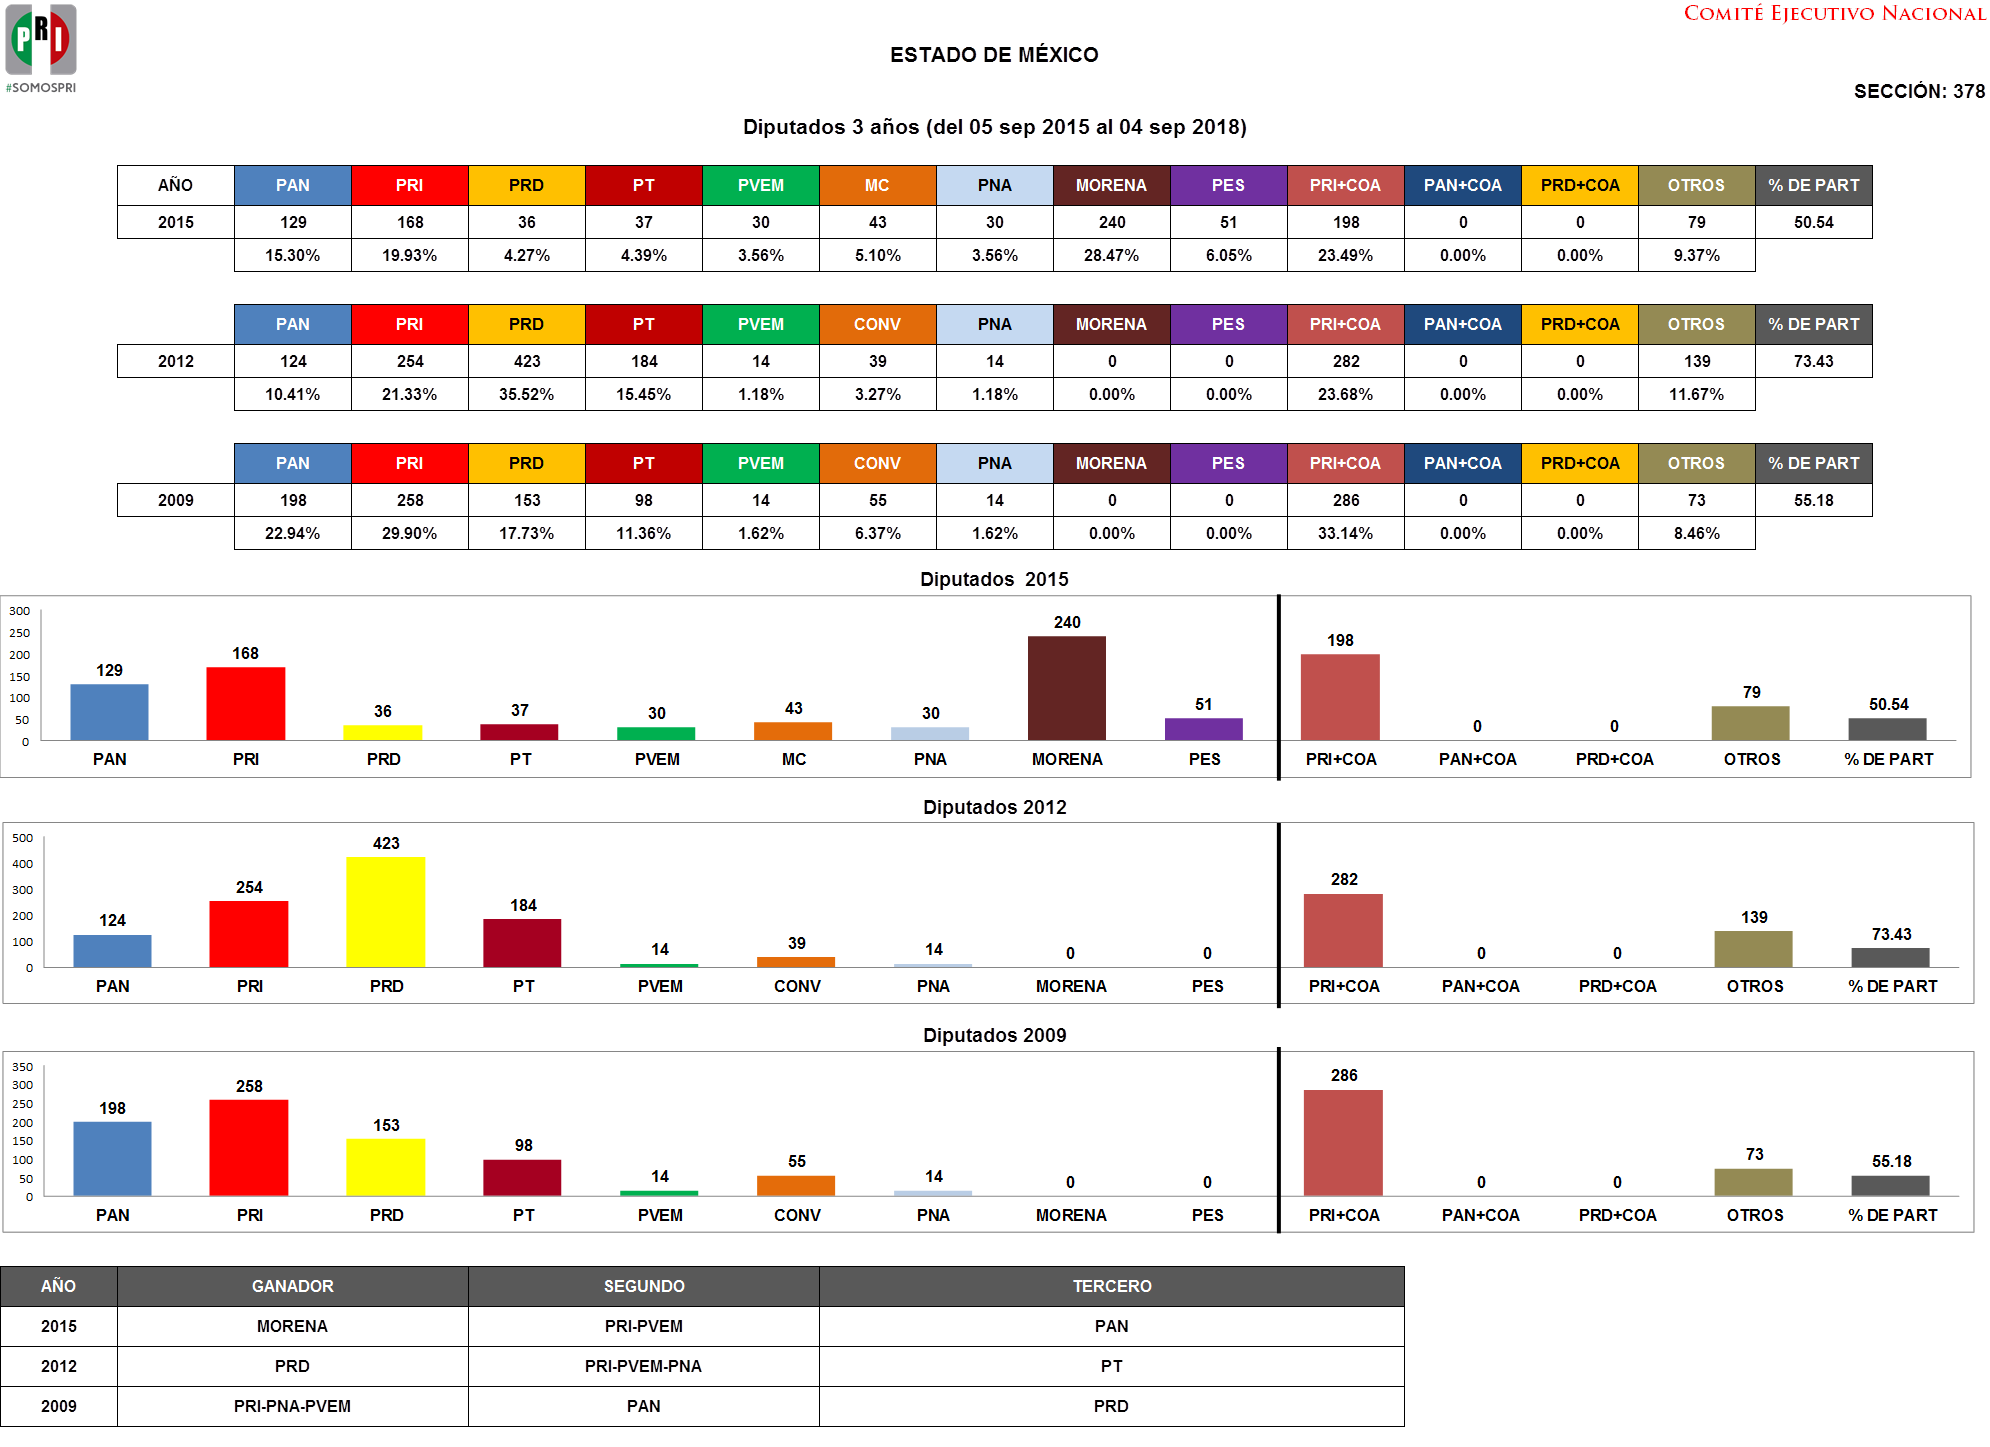 PRI
#SOMOSPRI
COMITÉ EJECUTIVO NACIONAL
ESTADO DE MÉXICO
SECCIÓN: 378
Diputados 3 años (del 05 sep 2015 al 04 sep 2018)
AÑO PAN PRI PRD PT PVEM MC PNA MORENA PES PRI+COA PAN+COA PRD+COA OTROS % DE PART
2015 129 168 36 37 30 43 30 240 51 198 0 0 79 50.54
15.30% 19.93% 4.27% 4.39% 3.56% 5.10% 3.56% 28.47% 6.05% 23.49% 0.00% 0.00% 9.37%
PAN PRI PRD PT PVEM CONV PNA MORENA PES PRI+COA PAN+COA PRD+COA OTROS % DE PART
2012 124 254 423 184 14 39 14 0 0 282 0 0 139 73.43
10.41% 21.33% 35.52% 15.45% 1.18% 3.27% 1.18% 0.00% 0.00% 23.68% 0.00% 0.00% 11.67%
PAN PRI PRD PT PVEM CONV PNA MORENA PES PRI+COA PAN+COA PRD+COA OTROS % DE PART
2009 198 258 153 98 14 55 14 0 0 286 0 0 73 55.18
22.94% 29.90% 17.73% 11.36% 1.62% 6.37% 1.62% 0.00% 0.00% 33.14% 0.00% 0.00% 8.46%
Diputados  2015
300
250
200
150
100
50
0
129 168 36 37 30 43 30 240 51 198 0 0 79 50.54
PAN PRI PRD PT PVEM MC PNA MORENA PES PRI+COA PAN+COA PRD+COA OTROS % DE PART
Diputados 2012
500
400
300
200
100
0
124 254 423 184 14 39 14 0 0 282 0 0 139 73.43
PAN PRI PRD PT PVEM CONV PNA MORENA PES PRI+COA PAN+COA PRD+COA OTROS % DE PART
Diputados 2009
350
300
250
200
150
100
50
0
198 258 153 98 14 55 14 0 0 286 0 0 73 55.18
PAN PRI PRD PT PVEM CONV PNA MORENA PES PRI+COA PAN+COA PRD+COA OTROS % DE PART
AÑO GANADOR SEGUNDO TERCERO
2015 MORENA PRI-PVEM PAN
2012 PRD PRI-PVEM-PNA PT
2009 PRI-PNA-PVEM PAN PRD